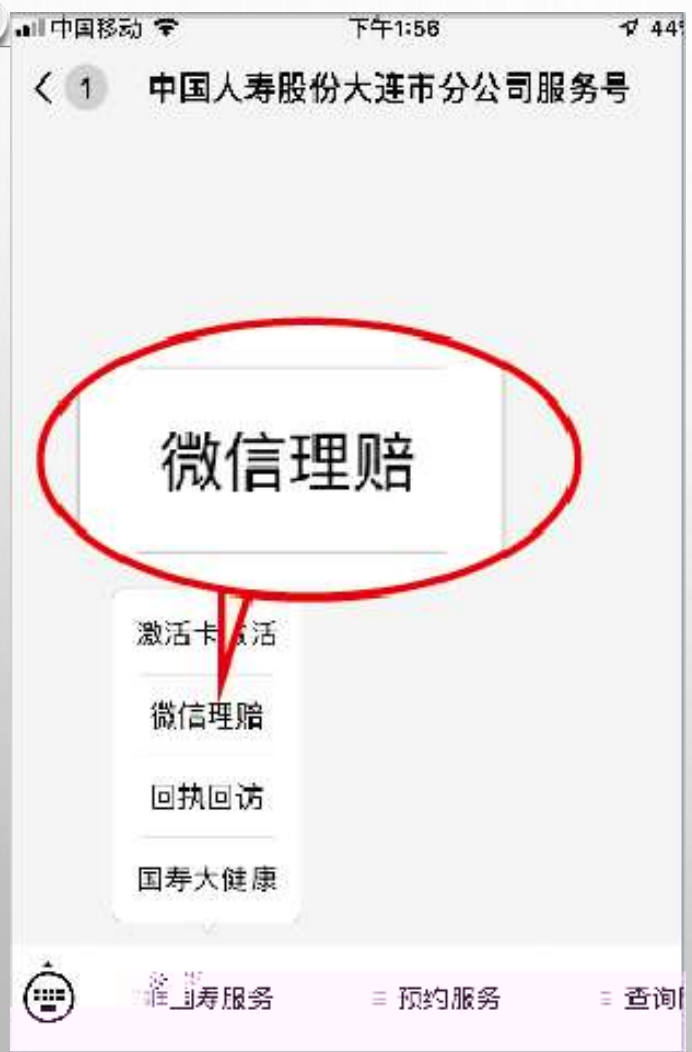 中国移动 下午1:56 44
1 中国人寿股份大连市分公司服务号
微信理赔
激活卡 活
微信理赔
回执回访
国寿大健康
寿服务 预约服务 查询